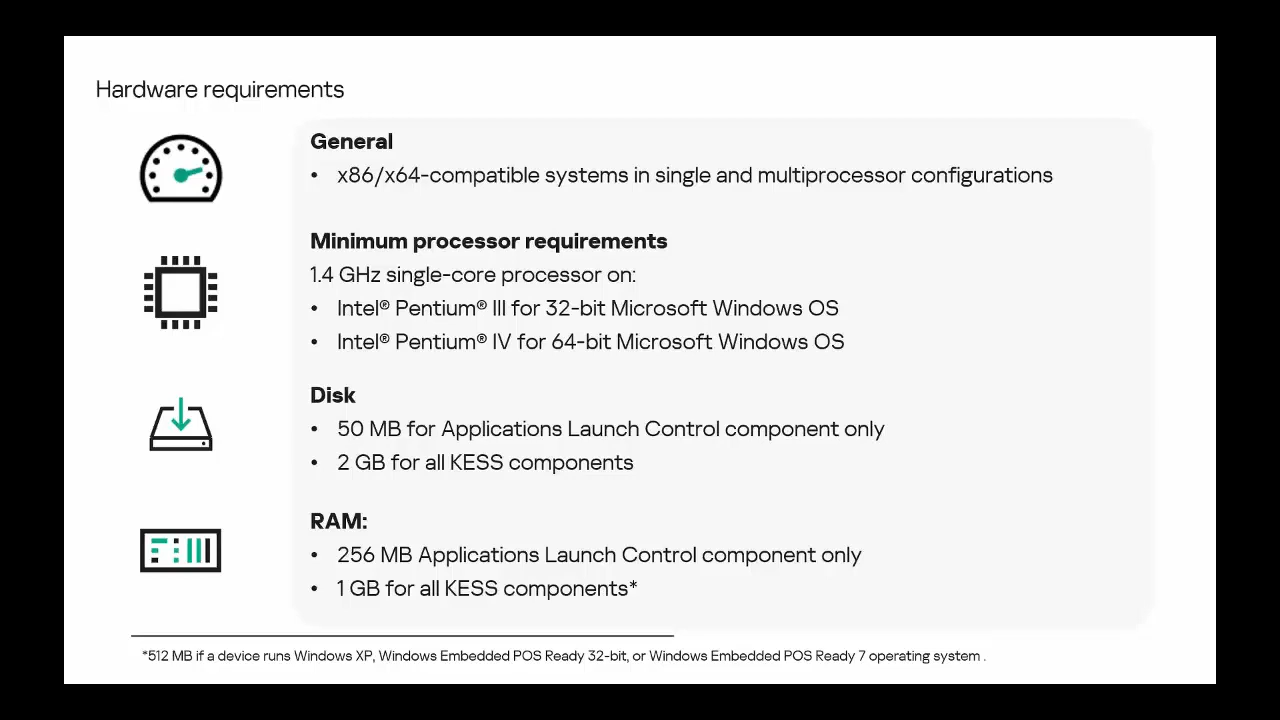 Hardware requirements
General
• x86/x64-compatible systems in single and multiprocessor configurations
Minimum processor requirements
1.4 GHz single-core processor on:
• Intel® Pentium® III for 32-bit Microsoft Windows OS
• Intel® Pentium® IV for 64-bit Microsoft Windows OS
Disk
• 50 MB for Applications Launch Control component only
• 2 GB for all KESS components
RAM:
• 256 MB Applications Launch Control component only
• 1 GB for all KESS components*
*512 MB if a device runs Windows XP, Windows Embedded POS Ready 32-bit, or Windows Embedded POS Ready 7 operating system .